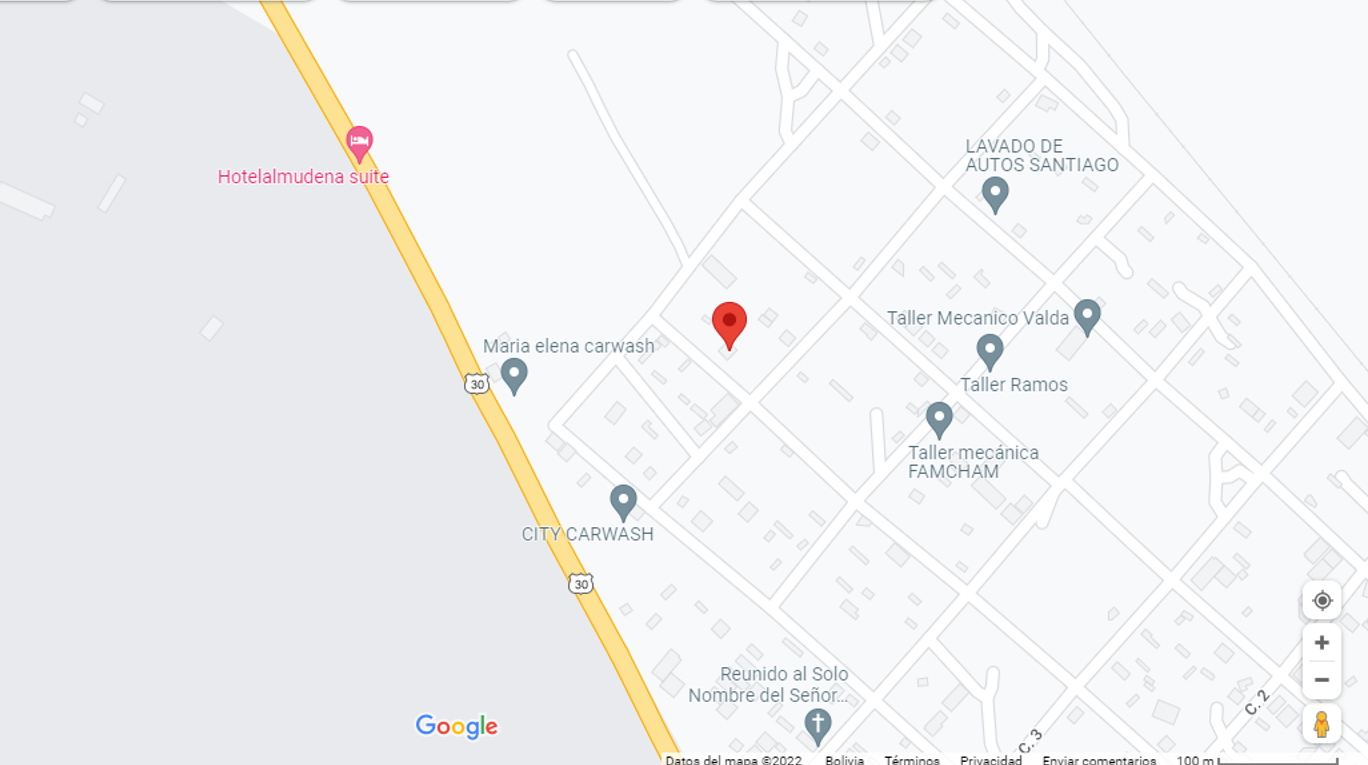 LAVADO DE
AUTOS SANTIAGO
Hotelalmudena suite
Taller Mecanico Valda
Maria elena carwash
30
Taller Ramos
Taller mecánica
FAMCHAM
CITY CARWASH
30
Reunido al Solo
Nombre del Señor...
C. 2
Google
C. 3
Datos del mapa ©2022 Bolivia Términos Privacidad Enviar comentarios 100 m